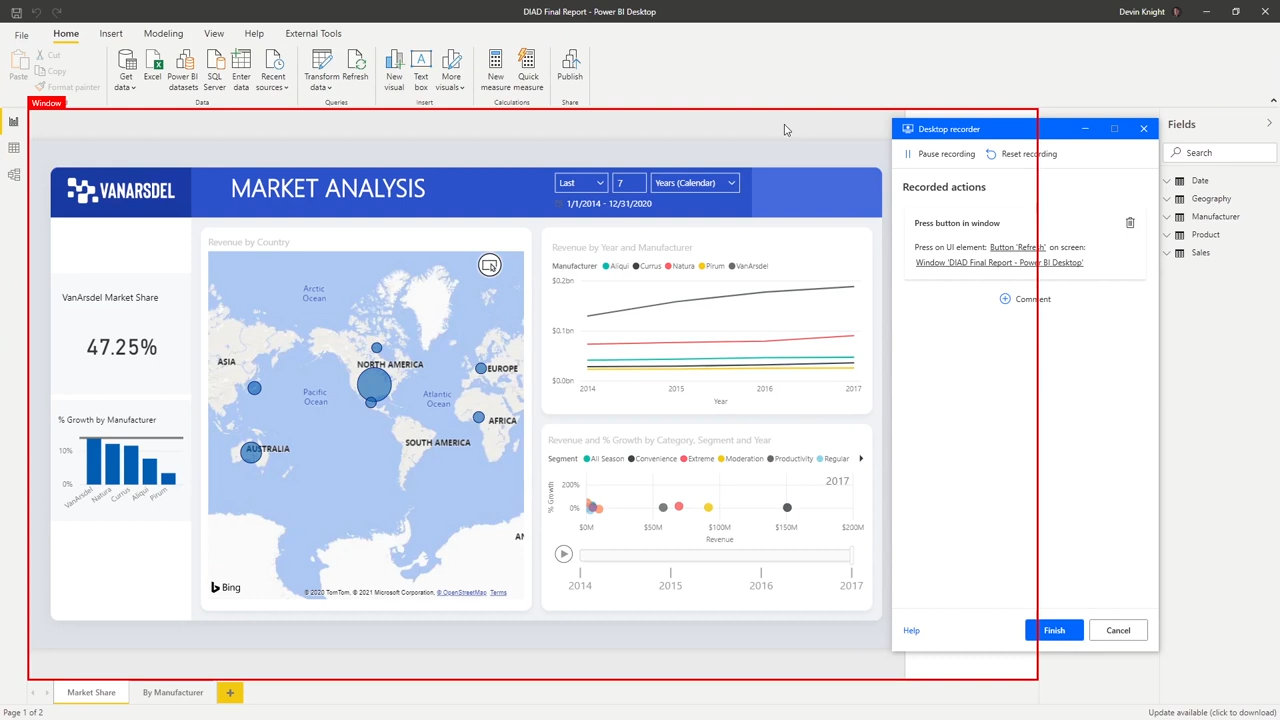 DIAD Final Report - Power BI Desktop
Devin Knight
File
Home
Insert
Modeling
View
Help
External Tools
Paste
Cut
Copy
Format painter
Get data
Excel
Power BI datasets
SQL Server
Enter data
Recent sources
Transform data
Refresh
New visual
Text box
More visuals
New measure
Quick measure
Publish
Data
Queries
Insert
Calculations
Share
Window
VANARSDEL
MARKET ANALYSIS
Last
7
Years (Calendar)
1/1/2014 - 12/31/2020
VanArsdel Market Share
47.25%
% Growth by Manufacturer
10%
0%
VanArsdel
Natura
Currus
Aliqui
Pirum
Revenue by Country
Arctic
Ocean
ASIA
NORTH AMERICA
EUROPE
Pacific
Ocean
Atlantic
Ocean
AFRICA
SOUTH AMERICA
AUSTRALIA
AN
Bing
© 2020 TomTom, © 2021 Microsoft Corporation, © OpenStreetMap Terms
Revenue by Year and Manufacturer
Manufacturer Aliqui Currus Natura Pirum VanArsdel
$0.2bn
$0.1bn
$0.0bn
2014 2015 2016 2017
Year
Revenue and % Growth by Category, Segment and Year
Segment All Season Convenience Extreme Moderation Productivity Regular
2017
% Growth
200%
0%
$0M $50M $100M $150M $200M
Revenue
2014 2015 2016 2017
Desktop recorder
Pause recording
Reset recording
Recorded actions
Press button in window
Press on UI element: Button 'Refresh' on screen:
Window 'DIAD Final Report - Power BI Desktop'
Comment
Help
Finish
Cancel
Fields
Search
Date
Geography
Manufacturer
Product
Sales
Market Share
By Manufacturer
Page 1 of 2
Update available (click to download)